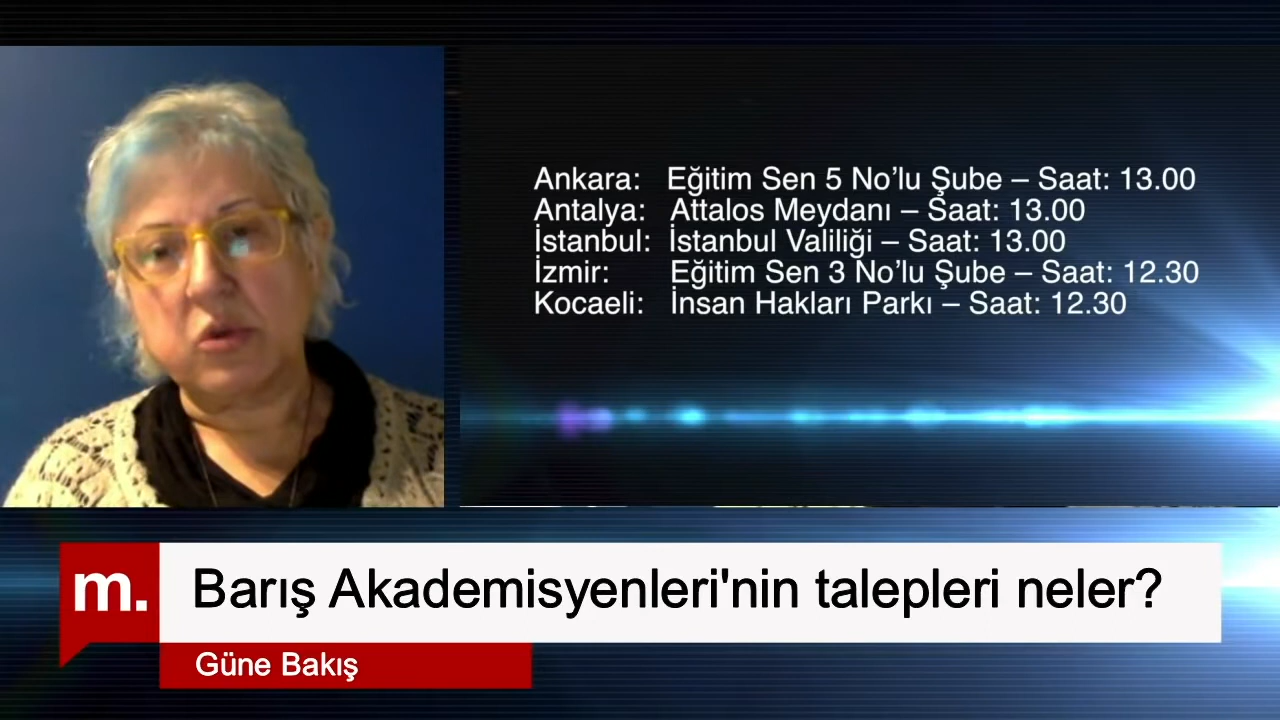 Ankara: Eğitim Sen 5 No’lu Şube – Saat: 13.00
Antalya: Attalos Meydanı – Saat: 13.00
İstanbul: İstanbul Valiliği – Saat: 13.00
İzmir: Eğitim Sen 3 No’lu Şube – Saat: 12.30
Kocaeli: İnsan Hakları Parkı – Saat: 12.30
m. Barış Akademisyenleri'nin talepleri neler?
Güne Bakış